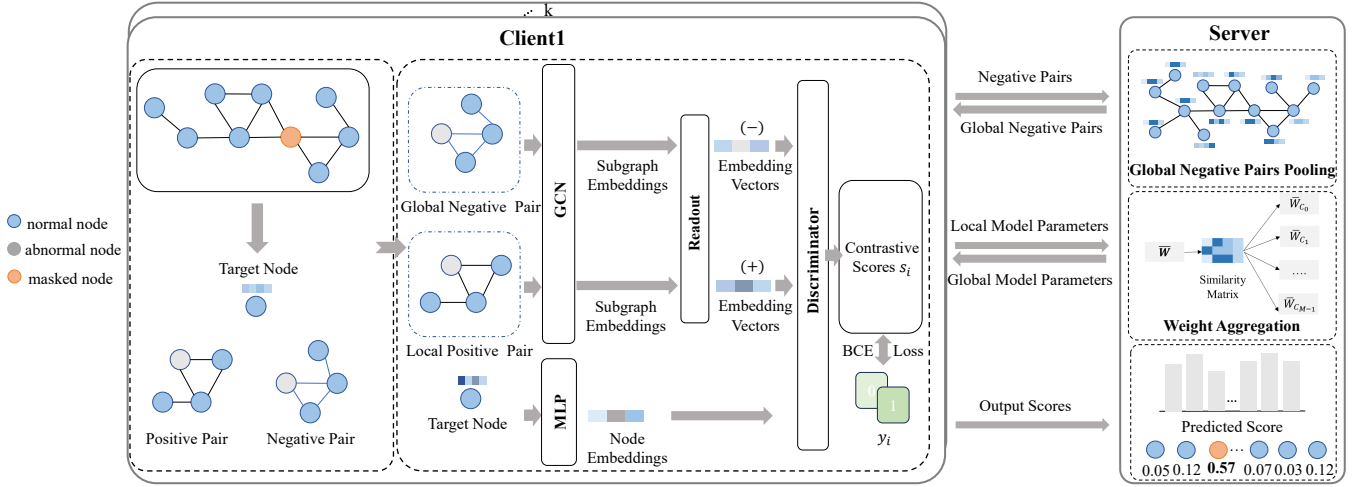 k
Client1
normal node
abnormal node
masked node
Target Node
Positive Pair
Negative Pair
Global Negative Pair
Local Positive Pair
Target Node
GCN
MLP
Subgraph
Embeddings
Subgraph
Embeddings
Node
Embeddings
Readout
(−)
Embedding
Vectors
(+)
Embedding
Vectors
Discriminator
Contrastive
Scores s_i
BCE Loss
0
1
y_i
Negative Pairs
Global Negative Pairs
Local Model Parameters
Global Model Parameters
Output Scores
Server
Global Negative Pairs Pooling
W̅
Similarity
Matrix
W̅_{C_0}
W̅_{C_1}
....
W̅_{C_{M−1}}
Weight Aggregation
...
Predicted Score
...
0.05 0.12 0.57 0.07 0.03 0.12